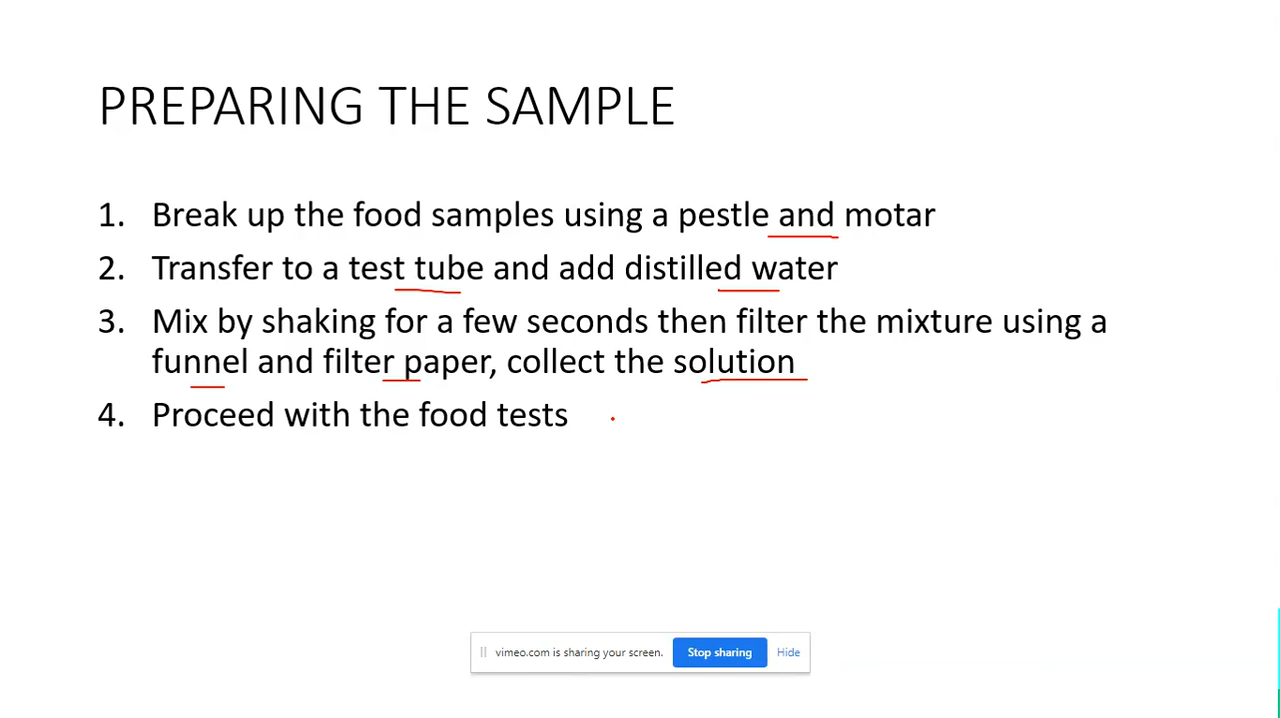 PREPARING THE SAMPLE
1. Break up the food samples using a pestle and motar
2. Transfer to a test tube and add distilled water
3. Mix by shaking for a few seconds then filter the mixture using a
funnel and filter paper, collect the solution
4. Proceed with the food tests
vimeo.com is sharing your screen. Stop sharing Hide